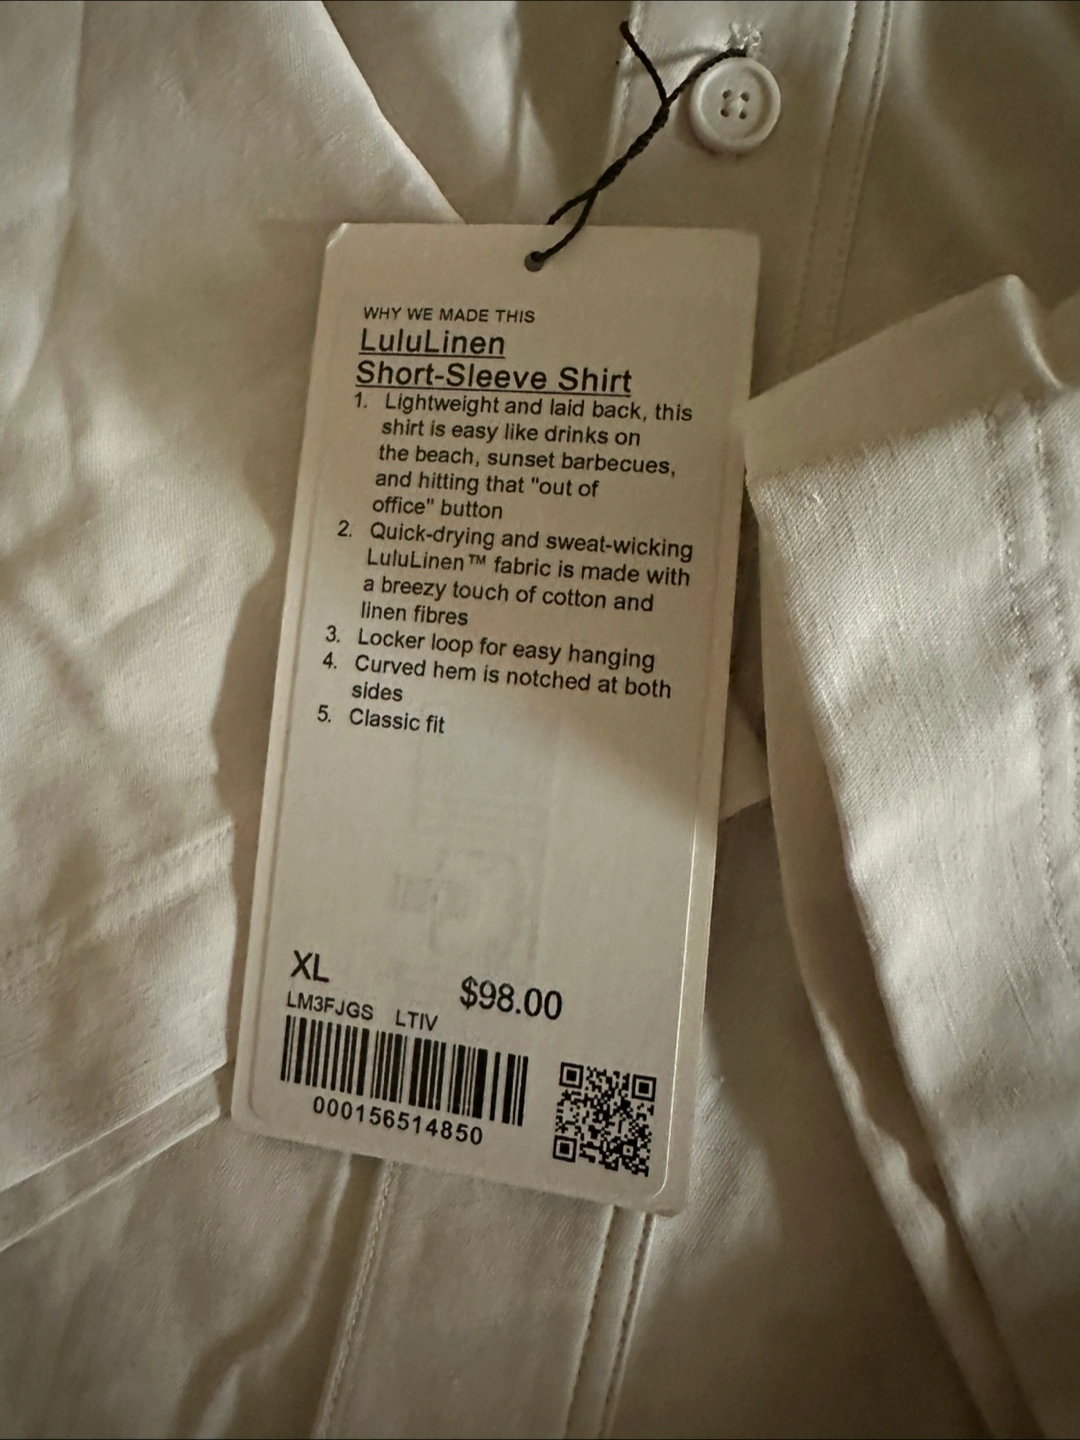 WHY WE MADE THIS
LuluLinen
Short-Sleeve Shirt
1. Lightweight and laid back, this
shirt is easy like drinks on
the beach, sunset barbecues,
and hitting that "out of
office" button
2. Quick-drying and sweat-wicking
LuluLinen™ fabric is made with
a breezy touch of cotton and
linen fibres
3. Locker loop for easy hanging
4. Curved hem is notched at both
sides
5. Classic fit
XL
$98.00
LM3FJGS LTIV
000156514850